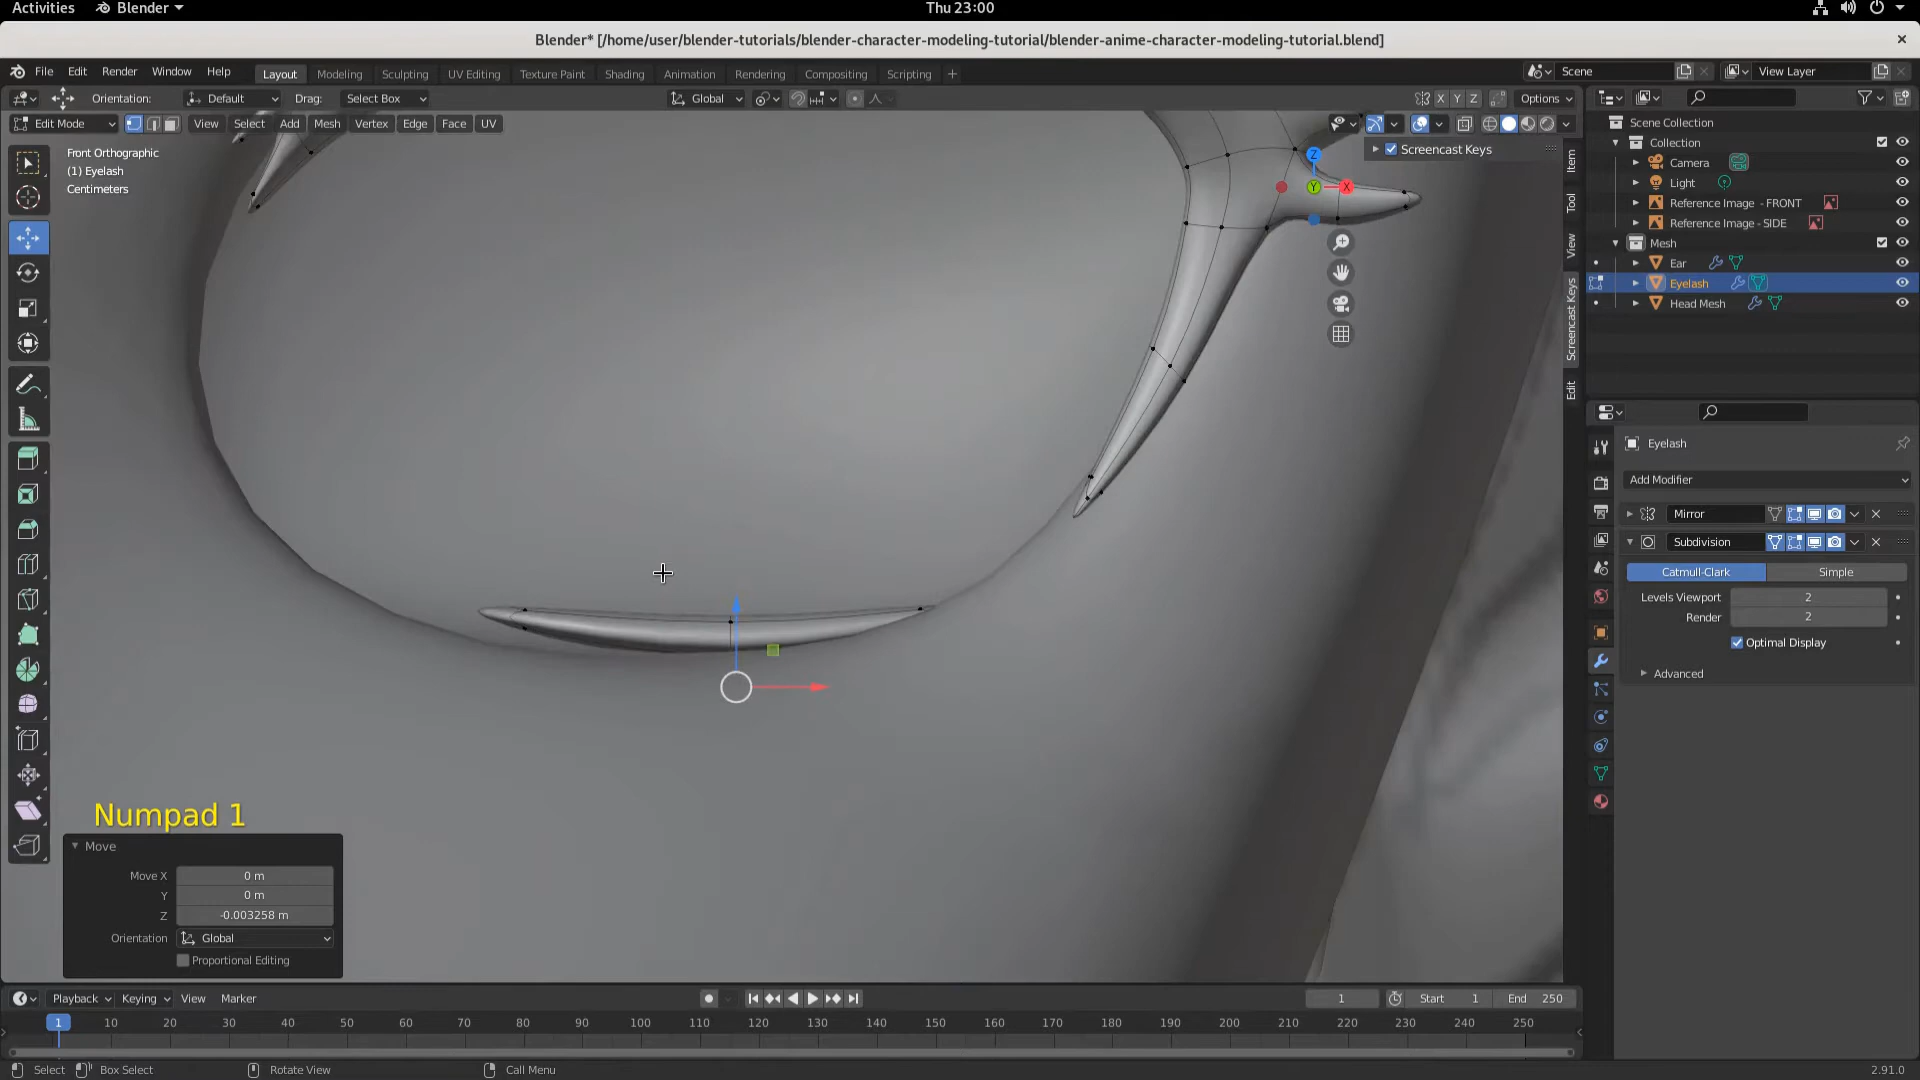 Activities Blender Thu 23:00
Blender* [/home/user/blender-tutorials/blender-character-modeling-tutorial/blender-anime-character-modeling-tutorial.blend]
File Edit Render Window Help Layout Modeling Sculpting UV Editing Texture Paint Shading Animation Rendering Compositing Scripting + Scene View Layer
Orientation: Default Drag: Select Box Global X Y Z Options
Edit Mode View Select Add Mesh Vertex Edge Face UV
Front Orthographic
(1) Eyelash
Centimeters
Screencast Keys
Z
Y X
Item
Tool
View
Screencast Keys
Edit
Scene Collection
Collection
Camera
Light
Reference Image - FRONT
Reference Image - SIDE
Mesh
Ear
Eyelash
Head Mesh
Eyelash
Add Modifier
Mirror
Subdivision
Catmull-Clark Simple
Levels Viewport 2
Render 2
Optimal Display
Advanced
Numpad 1
Move
Move X 0 m
Y 0 m
Z -0.003258 m
Orientation Global
Proportional Editing
Playback Keying View Marker 1 Start 1 End 250
1 10 20 30 40 50 60 70 80 90 100 110 120 130 140 150 160 170 180 190 200 210 220 230 240 250
Select Box Select Rotate View Call Menu 2.91.0